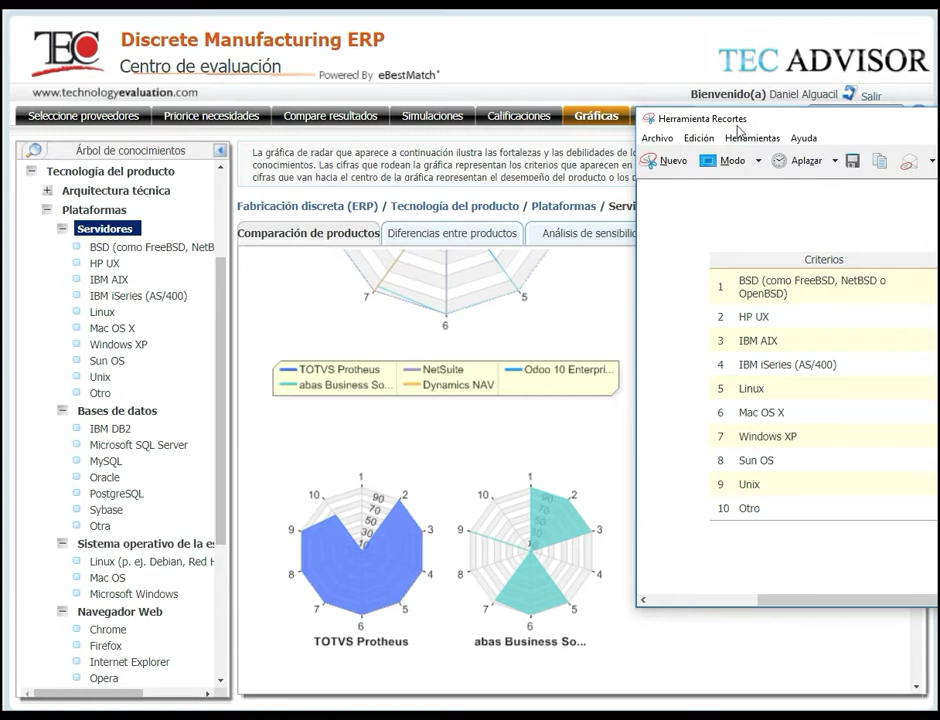 TEC
Discrete Manufacturing ERP
Centro de evaluación
Powered By eBestMatch
TEC ADVISOR
www.technologyevaluation.com
Bienvenido(a) Daniel Alguacil Salir
Seleccione proveedores Priorice necesidades Compare resultados Simulaciones Calificaciones Gráficas
Árbol de conocimientos
Tecnología del producto
Arquitectura técnica
Plataformas
Servidores
BSD (como FreeBSD, NetB
HP UX
IBM AIX
IBM iSeries (AS/400)
Linux
Mac OS X
Windows XP
Sun OS
Unix
Otro
Bases de datos
IBM DB2
Microsoft SQL Server
MySQL
Oracle
PostgreSQL
Sybase
Otra
Sistema operativo de la es
Linux (p. ej. Debian, Red H
Mac OS
Microsoft Windows
Navegador Web
Chrome
Firefox
Internet Explorer
Opera
La gráfica de radar que aparece a continuación ilustra las fortalezas y las debilidades de lo
conocimientos. Las cifras que rodean la gráfica representan los criterios que aparecen en
cifras que van hacia el centro de la gráfica representan el desempeño del producto o los p
Fabricación discreta (ERP) / Tecnología del producto / Plataformas / Servi
Comparación de productos Diferencias entre productos Análisis de sensibilid
7
6
5
TOTVS Protheus NetSuite Odoo 10 Enterpri...
abas Business So... Dynamics NAV
1
2
3
4
5
6
7
8
9
10
90
70
50
30
10
TOTVS Protheus
1
2
3
4
5
6
7
8
9
10
90
70
50
30
10
abas Business So...
Herramienta Recortes
Archivo Edición Herramientas Ayuda
Nuevo Modo Aplazar
Criterios
1 BSD (como FreeBSD, NetBSD o
OpenBSD)
2 HP UX
3 IBM AIX
4 IBM iSeries (AS/400)
5 Linux
6 Mac OS X
7 Windows XP
8 Sun OS
9 Unix
10 Otro